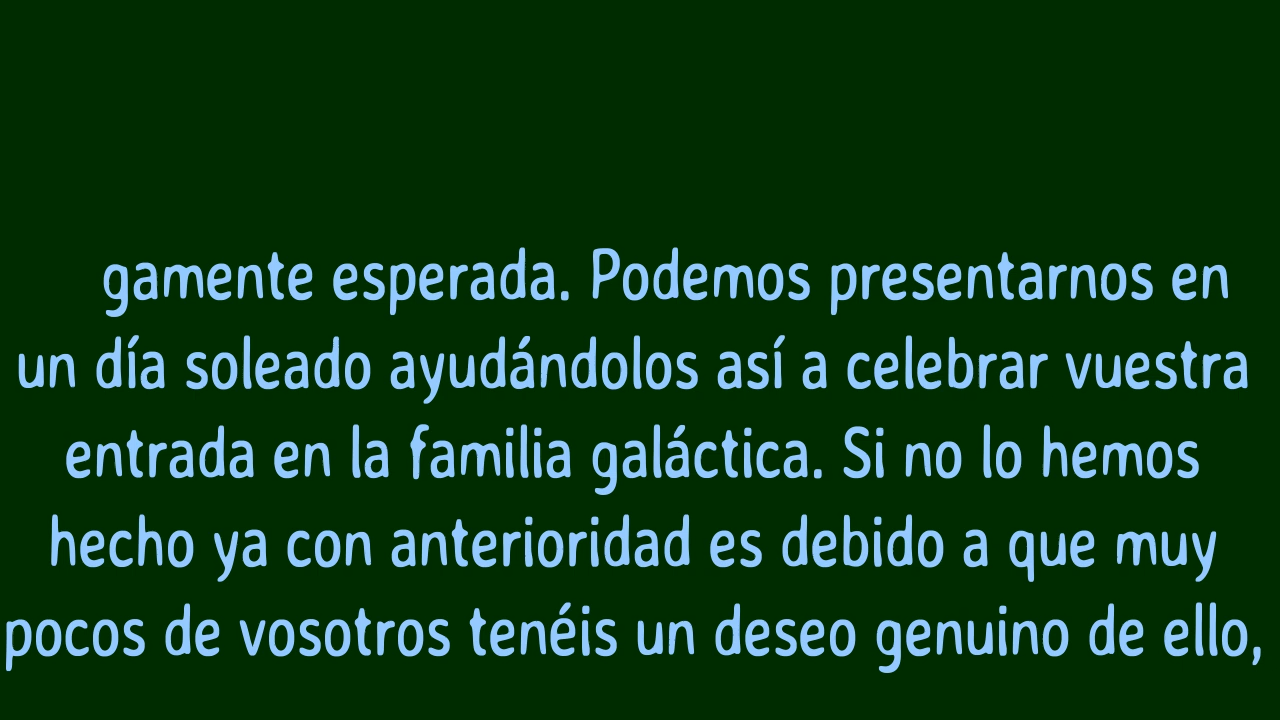 gamente esperada. Podemos presentarnos en
un día soleado ayudándolos así a celebrar vuestra
entrada en la familia galáctica. Si no lo hemos
hecho ya con anterioridad es debido a que muy
pocos de vosotros tenéis un deseo genuino de ello,